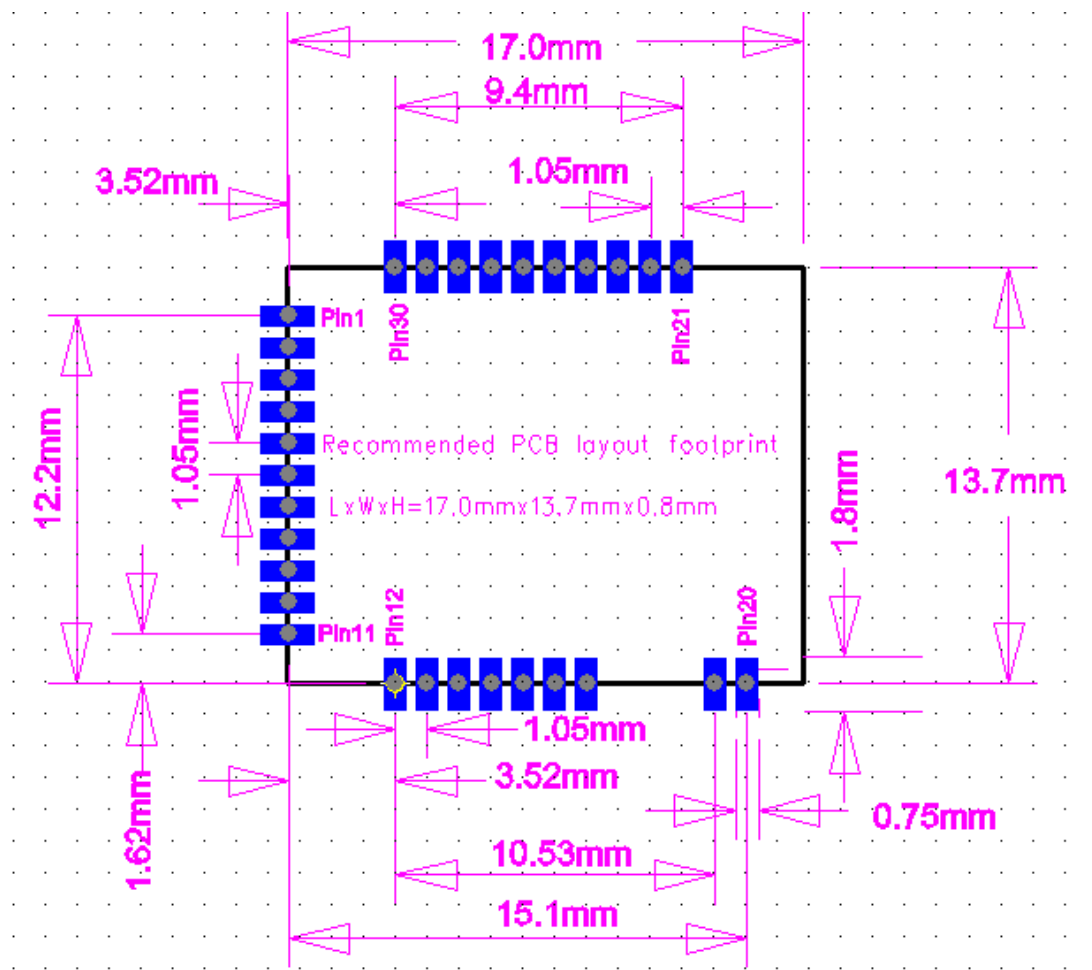 17.0mm
9.4mm
1.05mm
3.52mm
Pin30
Pin21
Pin1
12.2mm
1.05mm
Recommended PCB layout footprint
LxWxH=17.0mmx13.7mmx0.8mm
13.7mm
1.8mm
Pin12
Pin20
Pin11
1.05mm
3.52mm
1.62mm
0.75mm
10.53mm
15.1mm